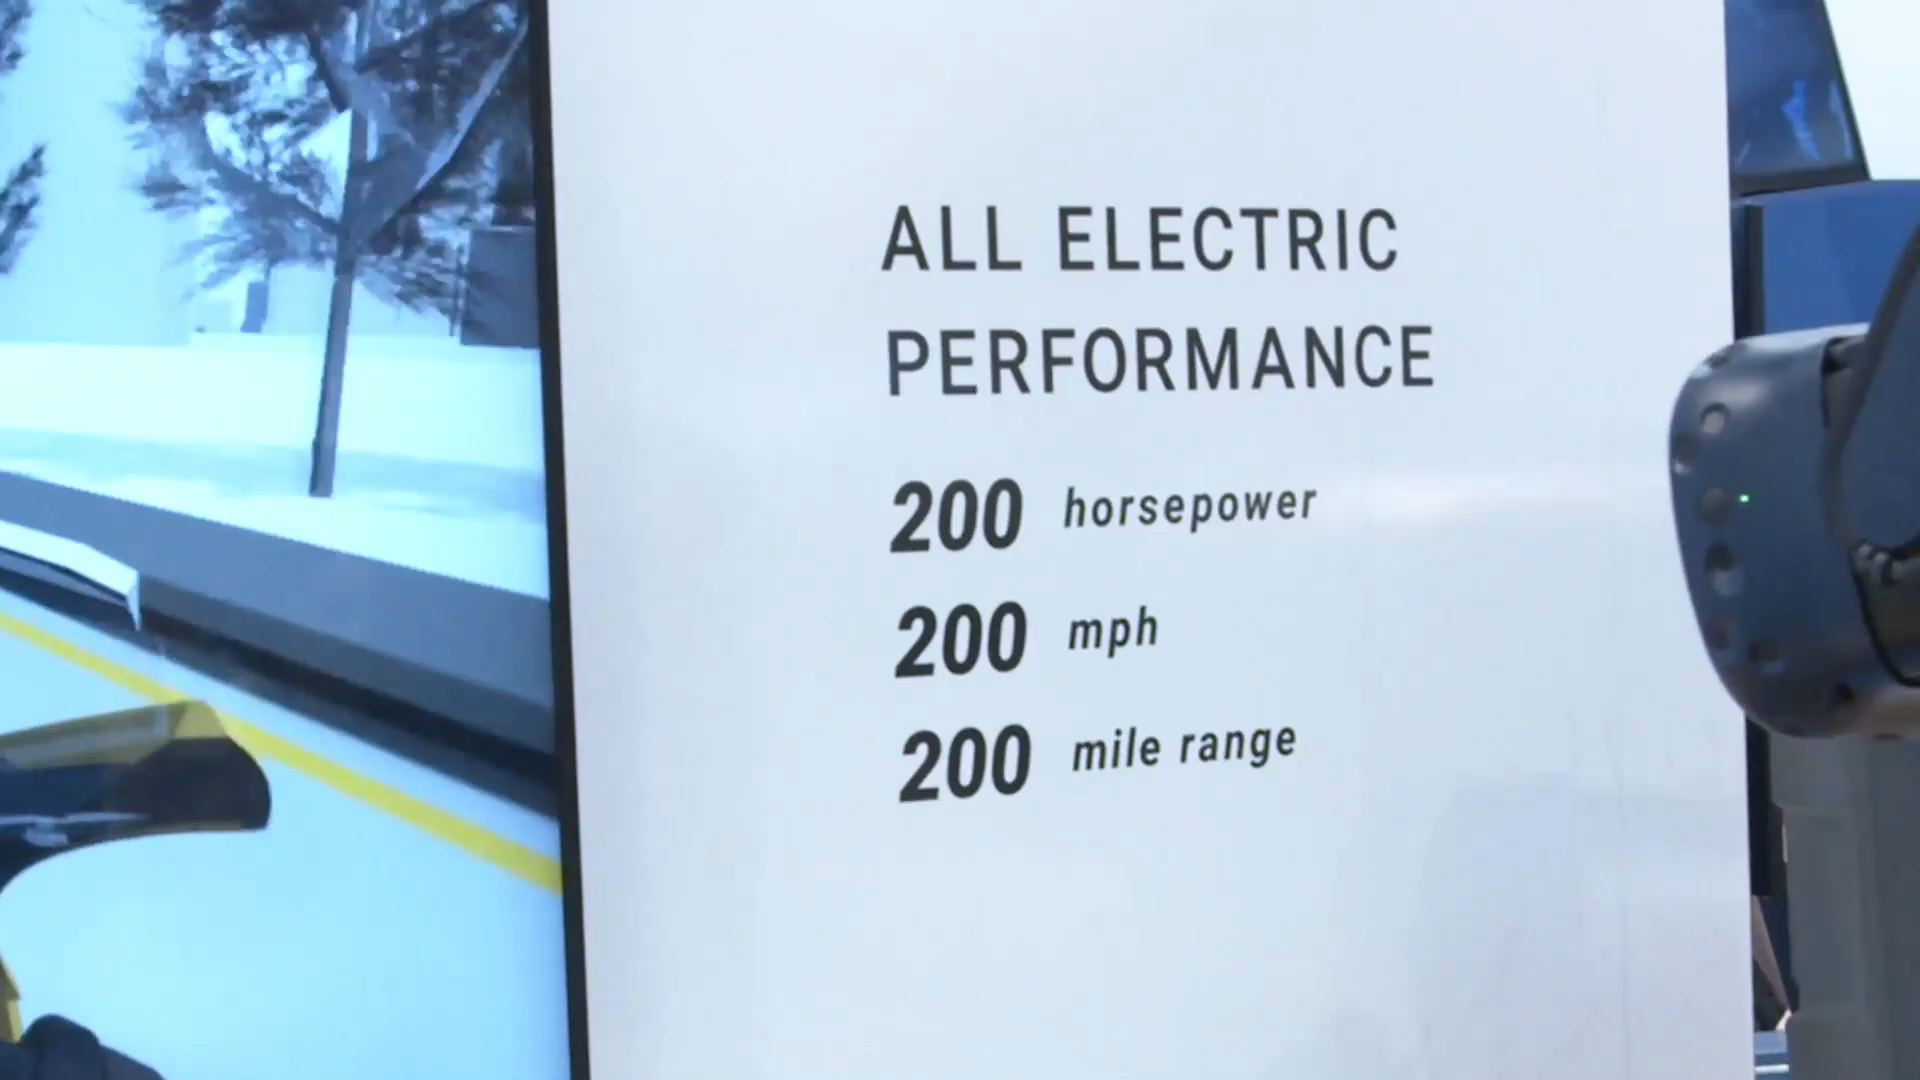 ALL ELECTRIC
PERFORMANCE
200 horsepower
200 mph
200 mile range